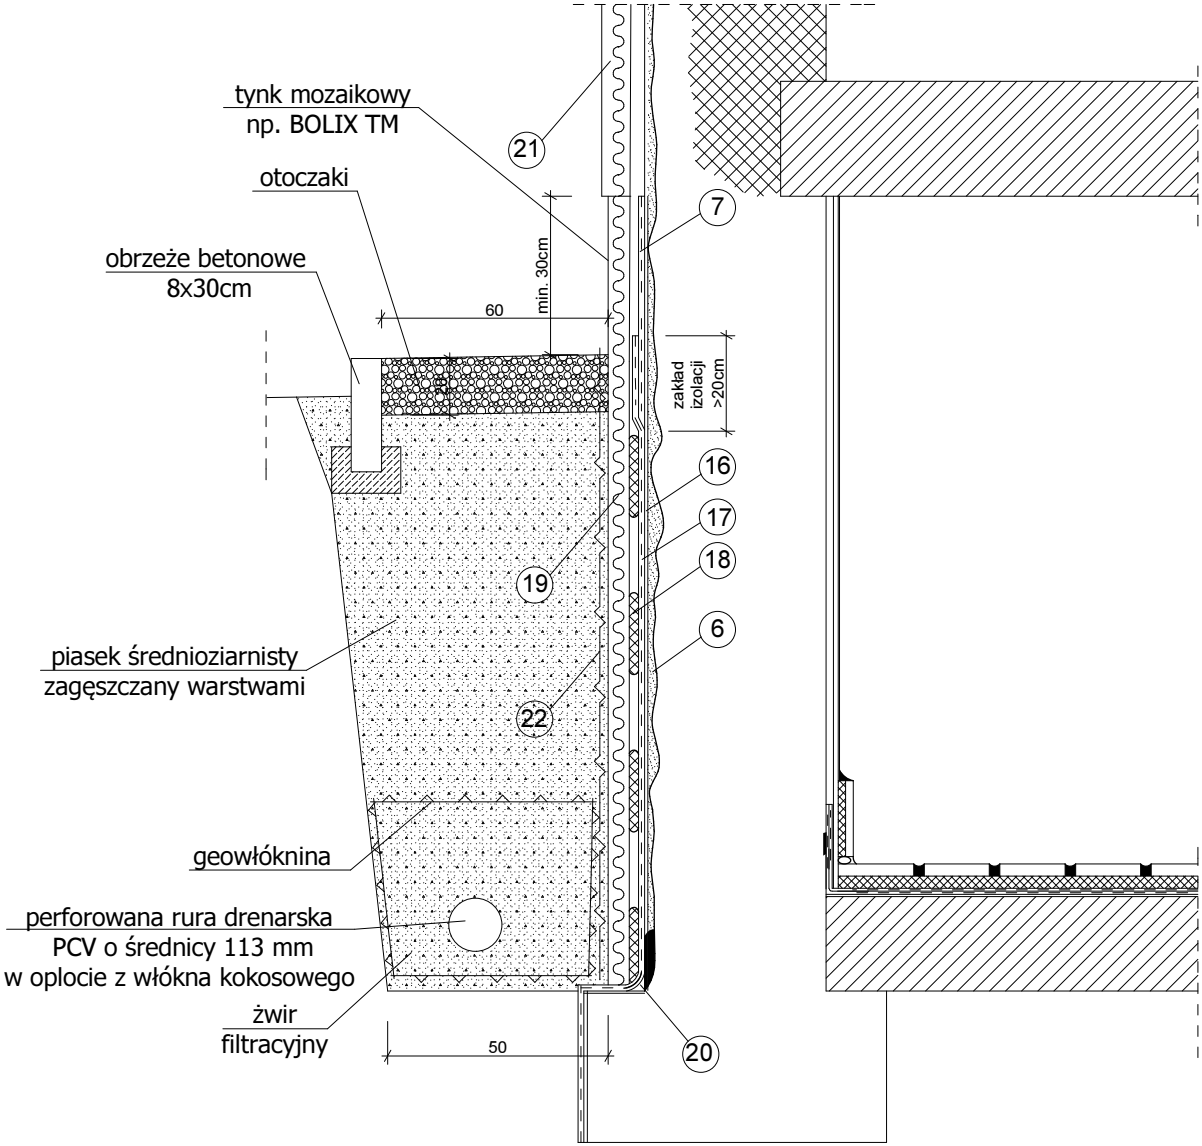 tynk mozaikowy
np. BOLIX TM
21
otoczaki
7
obrzeże betonowe
8x30cm
min. 30cm
60
20
zakład
izolacji
>20cm
16
17
18
19
6
piasek średnioziarnisty
zagęszczany warstwami
22
geowłóknina
perforowana rura drenarska
PCV o średnicy 113 mm
w oplocie z włókna kokosowego
żwir
filtracyjny
50
20